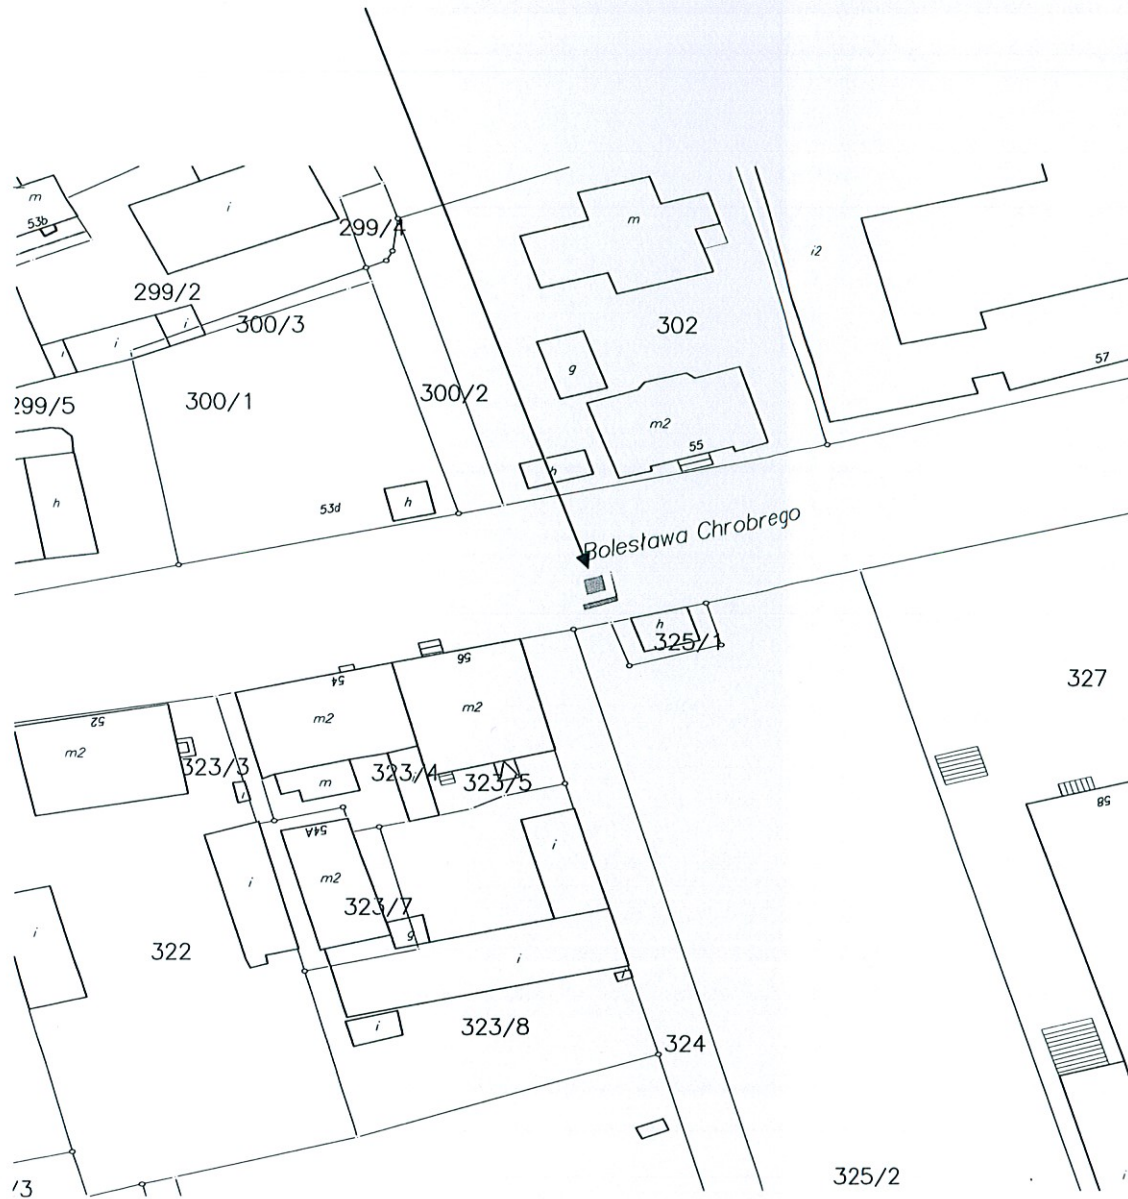 m
53b
i
299/4
m
i2
299/2
i
300/3
302
i
i
g
57
299/5
300/1
300/2
m2
55
h
h
h
53d
Bolesława Chrobrego
h
325/1
56
54
327
52
m2
m2
m2
323/3
m
323/4
323/5
i
58
54A
i
i
m2
323/7
i
g
322
i
i
i
323/8
324
325/2
/3
i